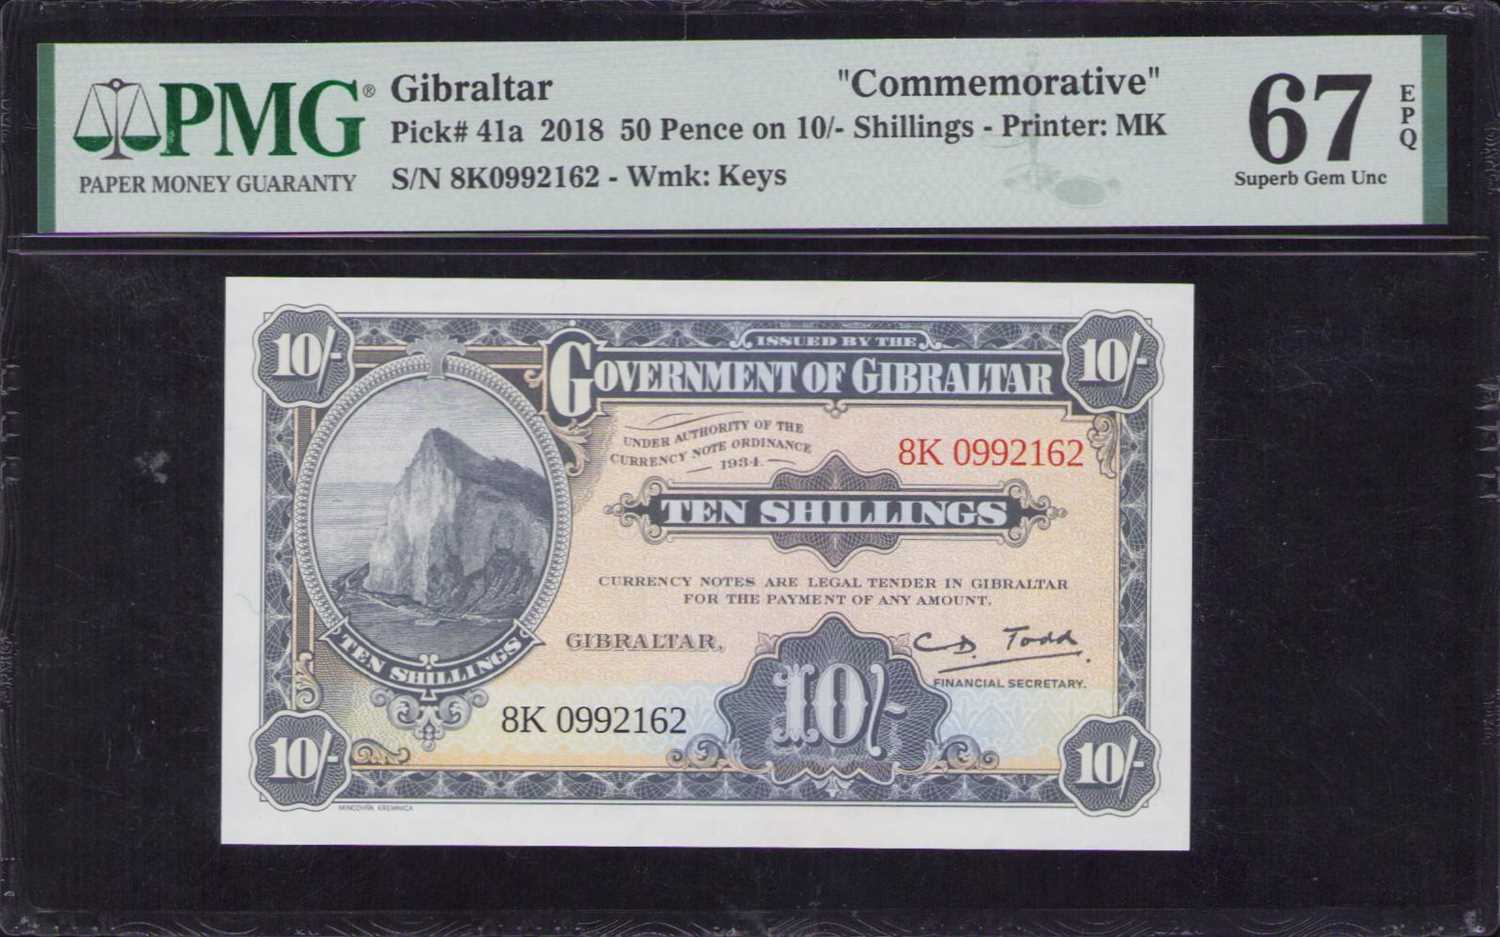 PMG®
PAPER MONEY GUARANTY
Gibraltar
"Commemorative"
Pick# 41a 2018 50 Pence on 10/- Shillings - Printer: MK
S/N 8K0992162 - Wmk: Keys
67
EPQ
Superb Gem Unc
10/-
ISSUED BY THE
GOVERNMENT OF GIBRALTAR
10/-
UNDER AUTHORITY OF THE
CURRENCY NOTE ORDINANCE
1934.
8K 0992162
TEN SHILLINGS
CURRENCY NOTES ARE LEGAL TENDER IN GIBRALTAR
FOR THE PAYMENT OF ANY AMOUNT.
GIBRALTAR,
C D. Todd.
FINANCIAL SECRETARY.
TEN SHILLINGS
8K 0992162
10/-
10/-
10/-
MINCOVŇA KREMNICA